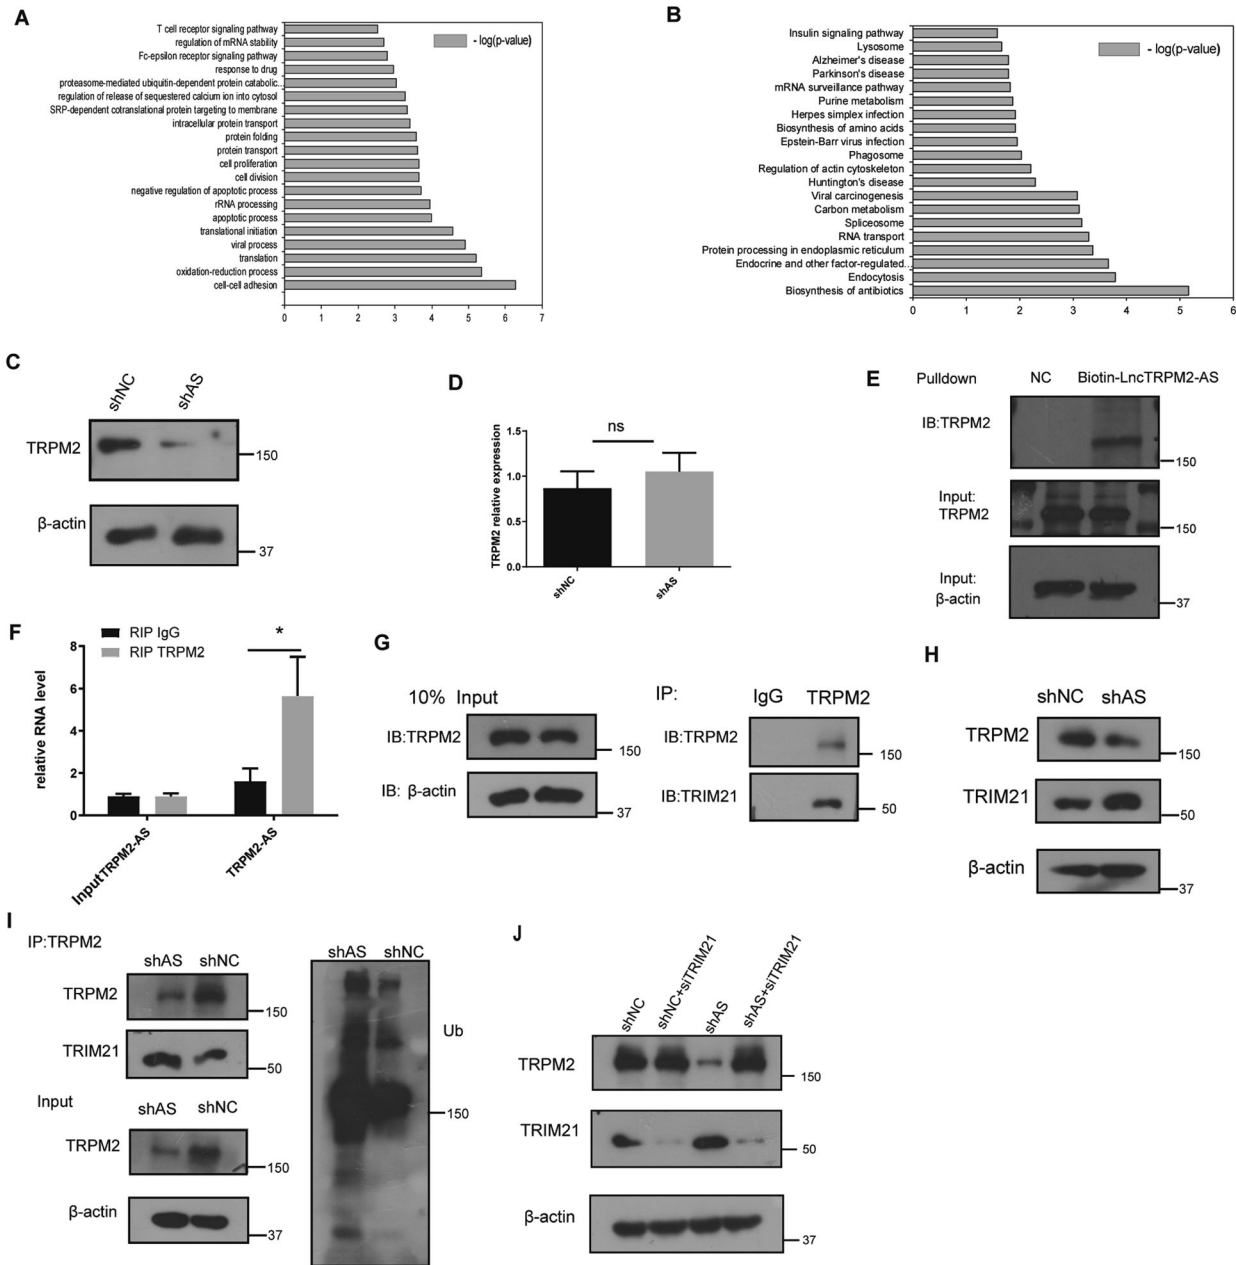 A
T cell receptor signaling pathway
regulation of mRNA stability
Fc-epsilon receptor signaling pathway
response to drug
proteasome-mediated ubiquitin-dependent protein catabolic...
regulation of release of sequestered calcium ion into cytosol
SRP-dependent cotranslational protein targeting to membrane
intracellular protein transport
protein folding
protein transport
cell proliferation
cell division
negative regulation of apoptotic process
rRNA processing
apoptotic process
translational initiation
viral process
translation
oxidation-reduction process
cell-cell adhesion
- log(p-value)
0 1 2 3 4 5 6 7
B
Insulin signaling pathway
Lysosome
Alzheimer's disease
Parkinson's disease
mRNA surveillance pathway
Purine metabolism
Herpes simplex infection
Biosynthesis of amino acids
Epstein-Barr virus infection
Phagosome
Regulation of actin cytoskeleton
Huntington's disease
Viral carcinogenesis
Carbon metabolism
Spliceosome
RNA transport
Protein processing in endoplasmic reticulum
Endocrine and other factor-regulated...
Endocytosis
Biosynthesis of antibiotics
- log(p-value)
0 1 2 3 4 5 6
C
shNC shAS
TRPM2
150
β-actin
37
D
TRPM2 relative expression
1.5
1.0
0.5
0.0
ns
shNC shAS
E
Pulldown NC Biotin-LncTRPM2-AS
IB:TRPM2
150
Input:
TRPM2
150
Input:
β-actin
37
F
RIP IgG
RIP TRPM2
relative RNA level
8
6
4
2
0
*
Input TRPM2-AS TRPM2-AS
G
10% Input
IB:TRPM2
150
IB: β-actin
37
IP: IgG TRPM2
IB:TRPM2
150
IB:TRIM21
50
H
shNC shAS
TRPM2
150
TRIM21
50
β-actin
37
I
IP:TRPM2
shAS shNC
TRPM2
150
TRIM21
50
Input
shAS shNC
TRPM2
150
β-actin
37
shAS shNC
Ub
150
J
shNC shNC+siTRIM21 shAS shAS+siTRIM21
TRPM2
150
TRIM21
50
β-actin
37